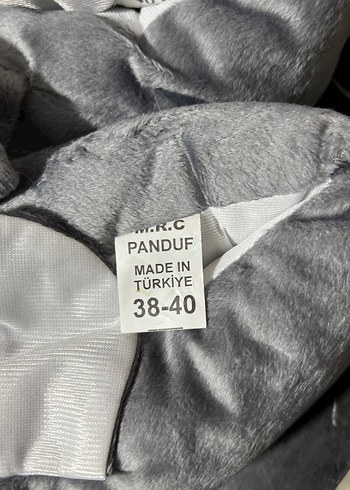 M.R.C
PANDUF
MADE IN
TÜRKİYE
38-40